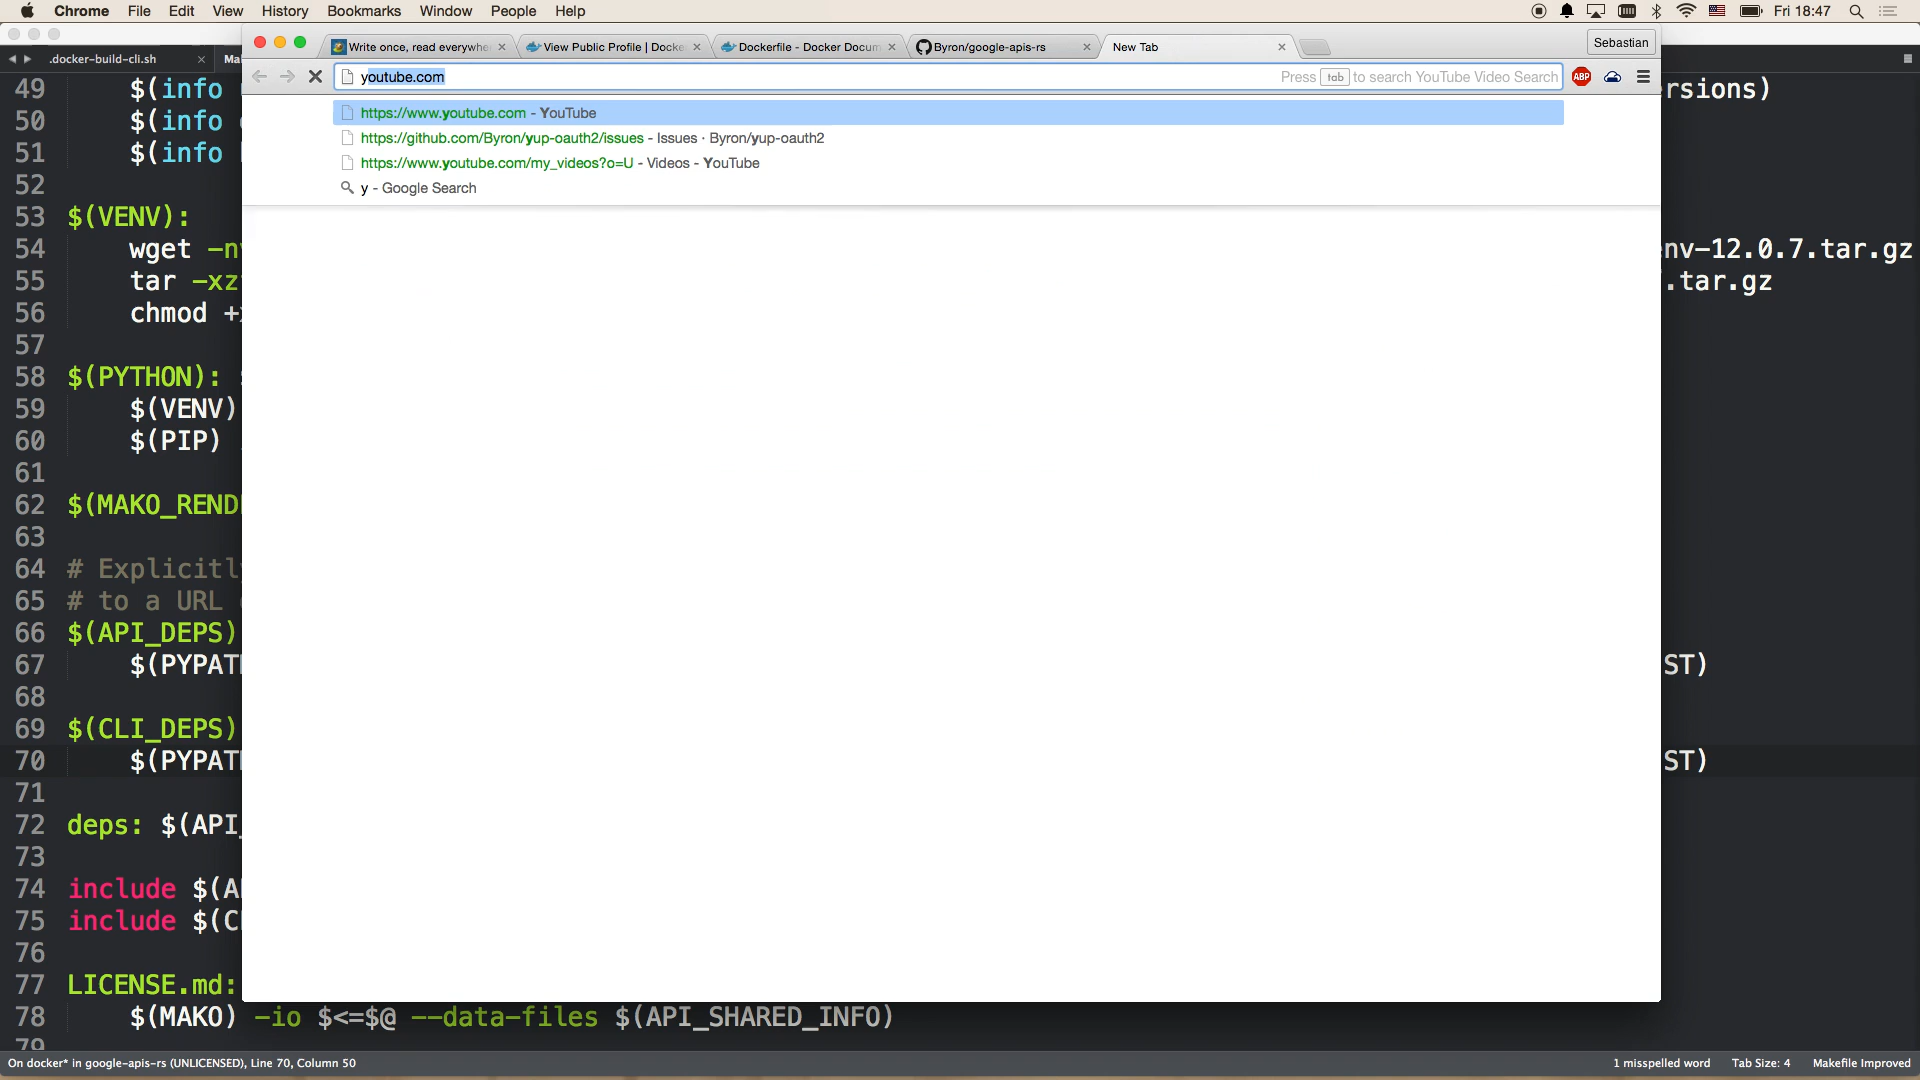 Chrome File Edit View History Bookmarks Window People Help Fri 18:47
Write once, read everywhe View Public Profile | Docke Dockerfile - Docker Docum Byron/google-apis-rs New Tab Sebastian
.docker-build-cli.sh Ma
youtube.com Press tab to search YouTube Video Search ABP
https://www.youtube.com - YouTube
https://github.com/Byron/yup-oauth2/issues - Issues · Byron/yup-oauth2
https://www.youtube.com/my_videos?o=U - Videos - YouTube
y - Google Search
49 $(info rsions)
50 $(info
51 $(info
52
53 $(VENV):
54 wget -n nv-12.0.7.tar.gz
55 tar -xz .tar.gz
56 chmod +x
57
58 $(PYTHON):
59 $(VENV)
60 $(PIP)
61
62 $(MAKO_REND
63
64 # Explicitl
65 # to a URL
66 $(API_DEPS)
67 $(PYPAT ST)
68
69 $(CLI_DEPS)
70 $(PYPAT ST)
71
72 deps: $(API_
73
74 include $(A
75 include $(C
76
77 LICENSE.md:
78 $(MAKO) -io $<=$@ --data-files $(API_SHARED_INFO)
79
On docker* in google-apis-rs (UNLICENSED), Line 70, Column 50 1 misspelled word Tab Size: 4 Makefile Improved